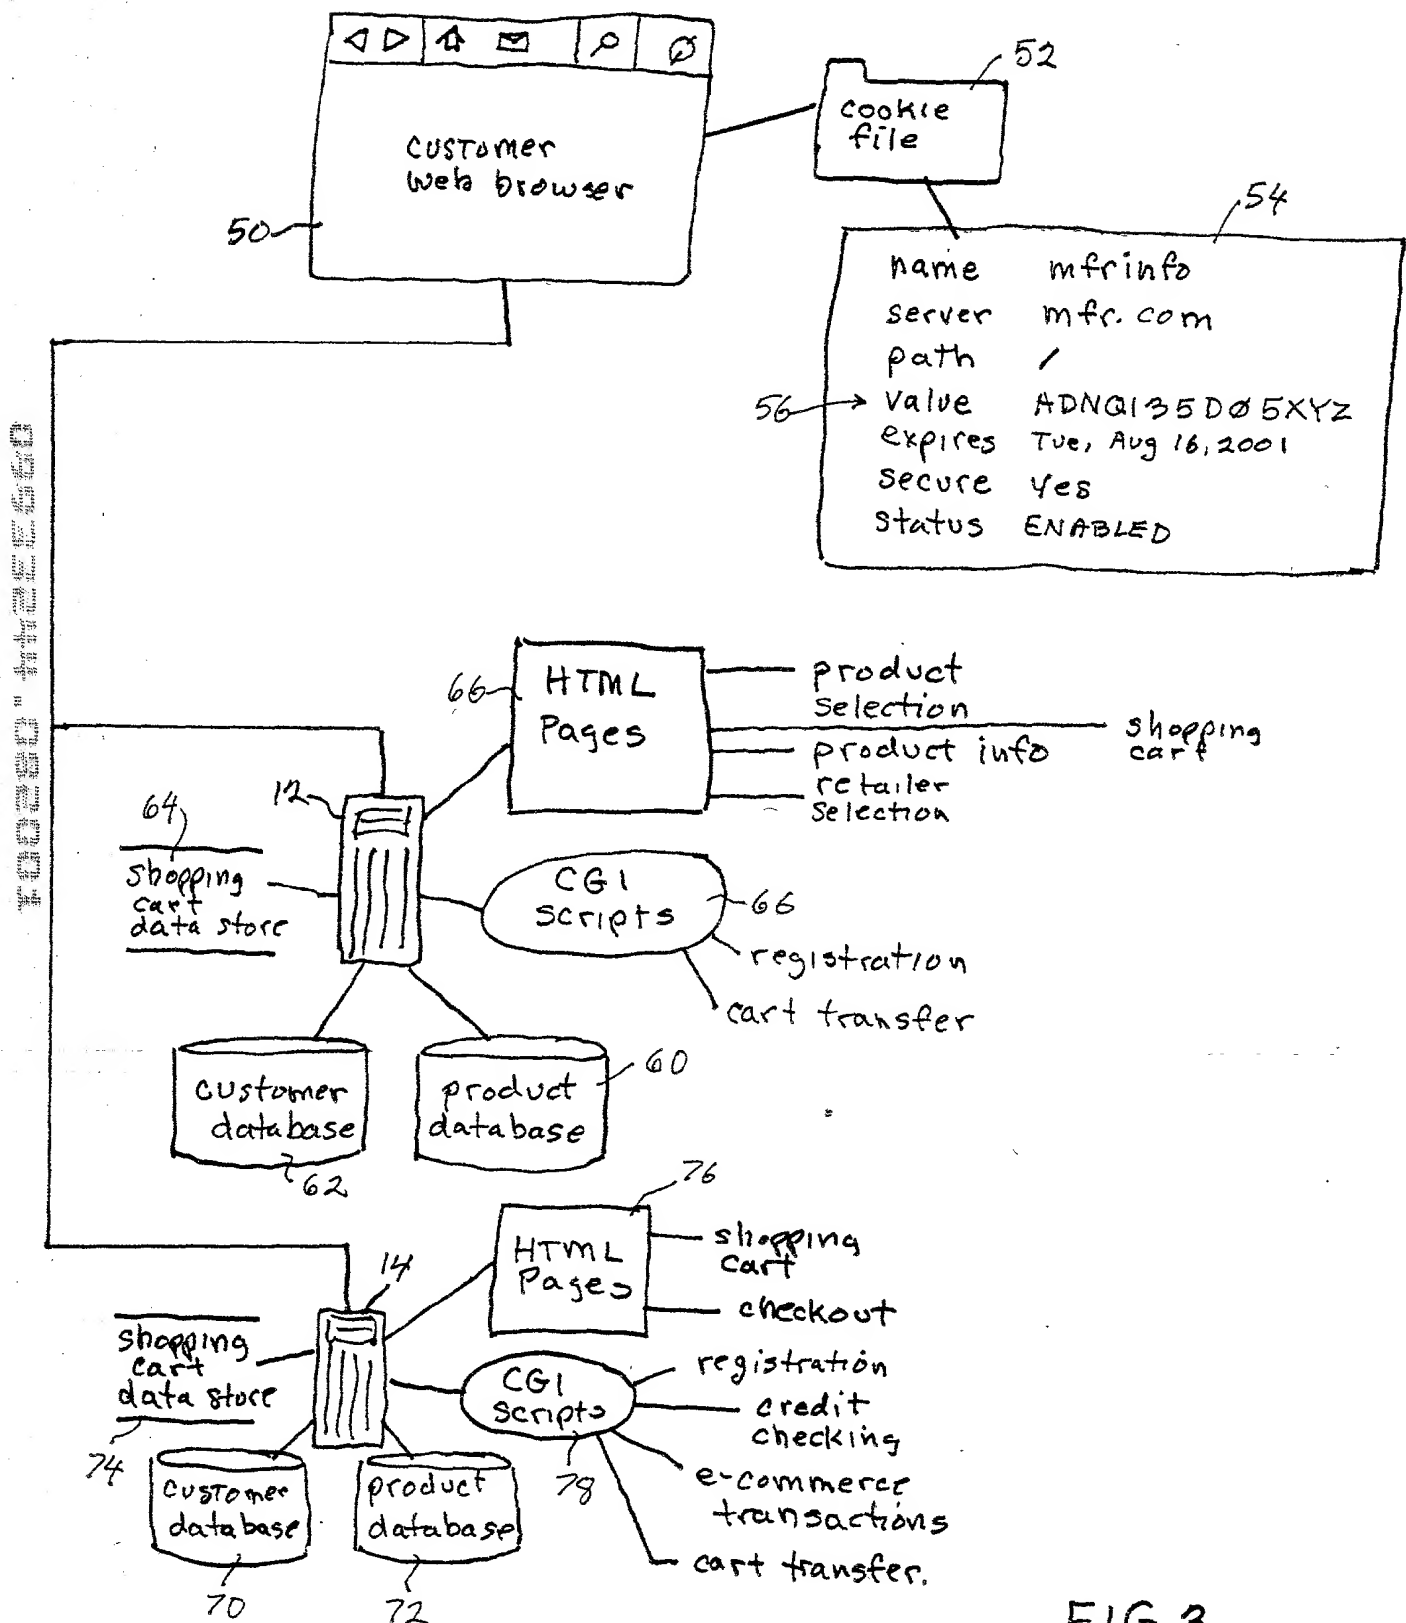 customer
web browser
50
cookie
file
52
54
name mfrinfo
server mfr.com
path /
56 value ADNQ135DØ5XYZ
expires Tue, Aug 16, 2001
secure Yes
status ENABLED
09933244.082001
66
HTML
Pages
product
selection
shopping
cart
product info
retailer
selection
12
64
shopping
cart
data store
CGI
scripts
66
registration
cart transfer
customer
database
62
product
database
60
76
HTML
Pages
shopping
cart
checkout
14
shopping
cart
data store
74
CGI
scripts
78
registration
credit
checking
e-commerce
transactions
cart transfer.
customer
database
70
product
database
72
FIG 3